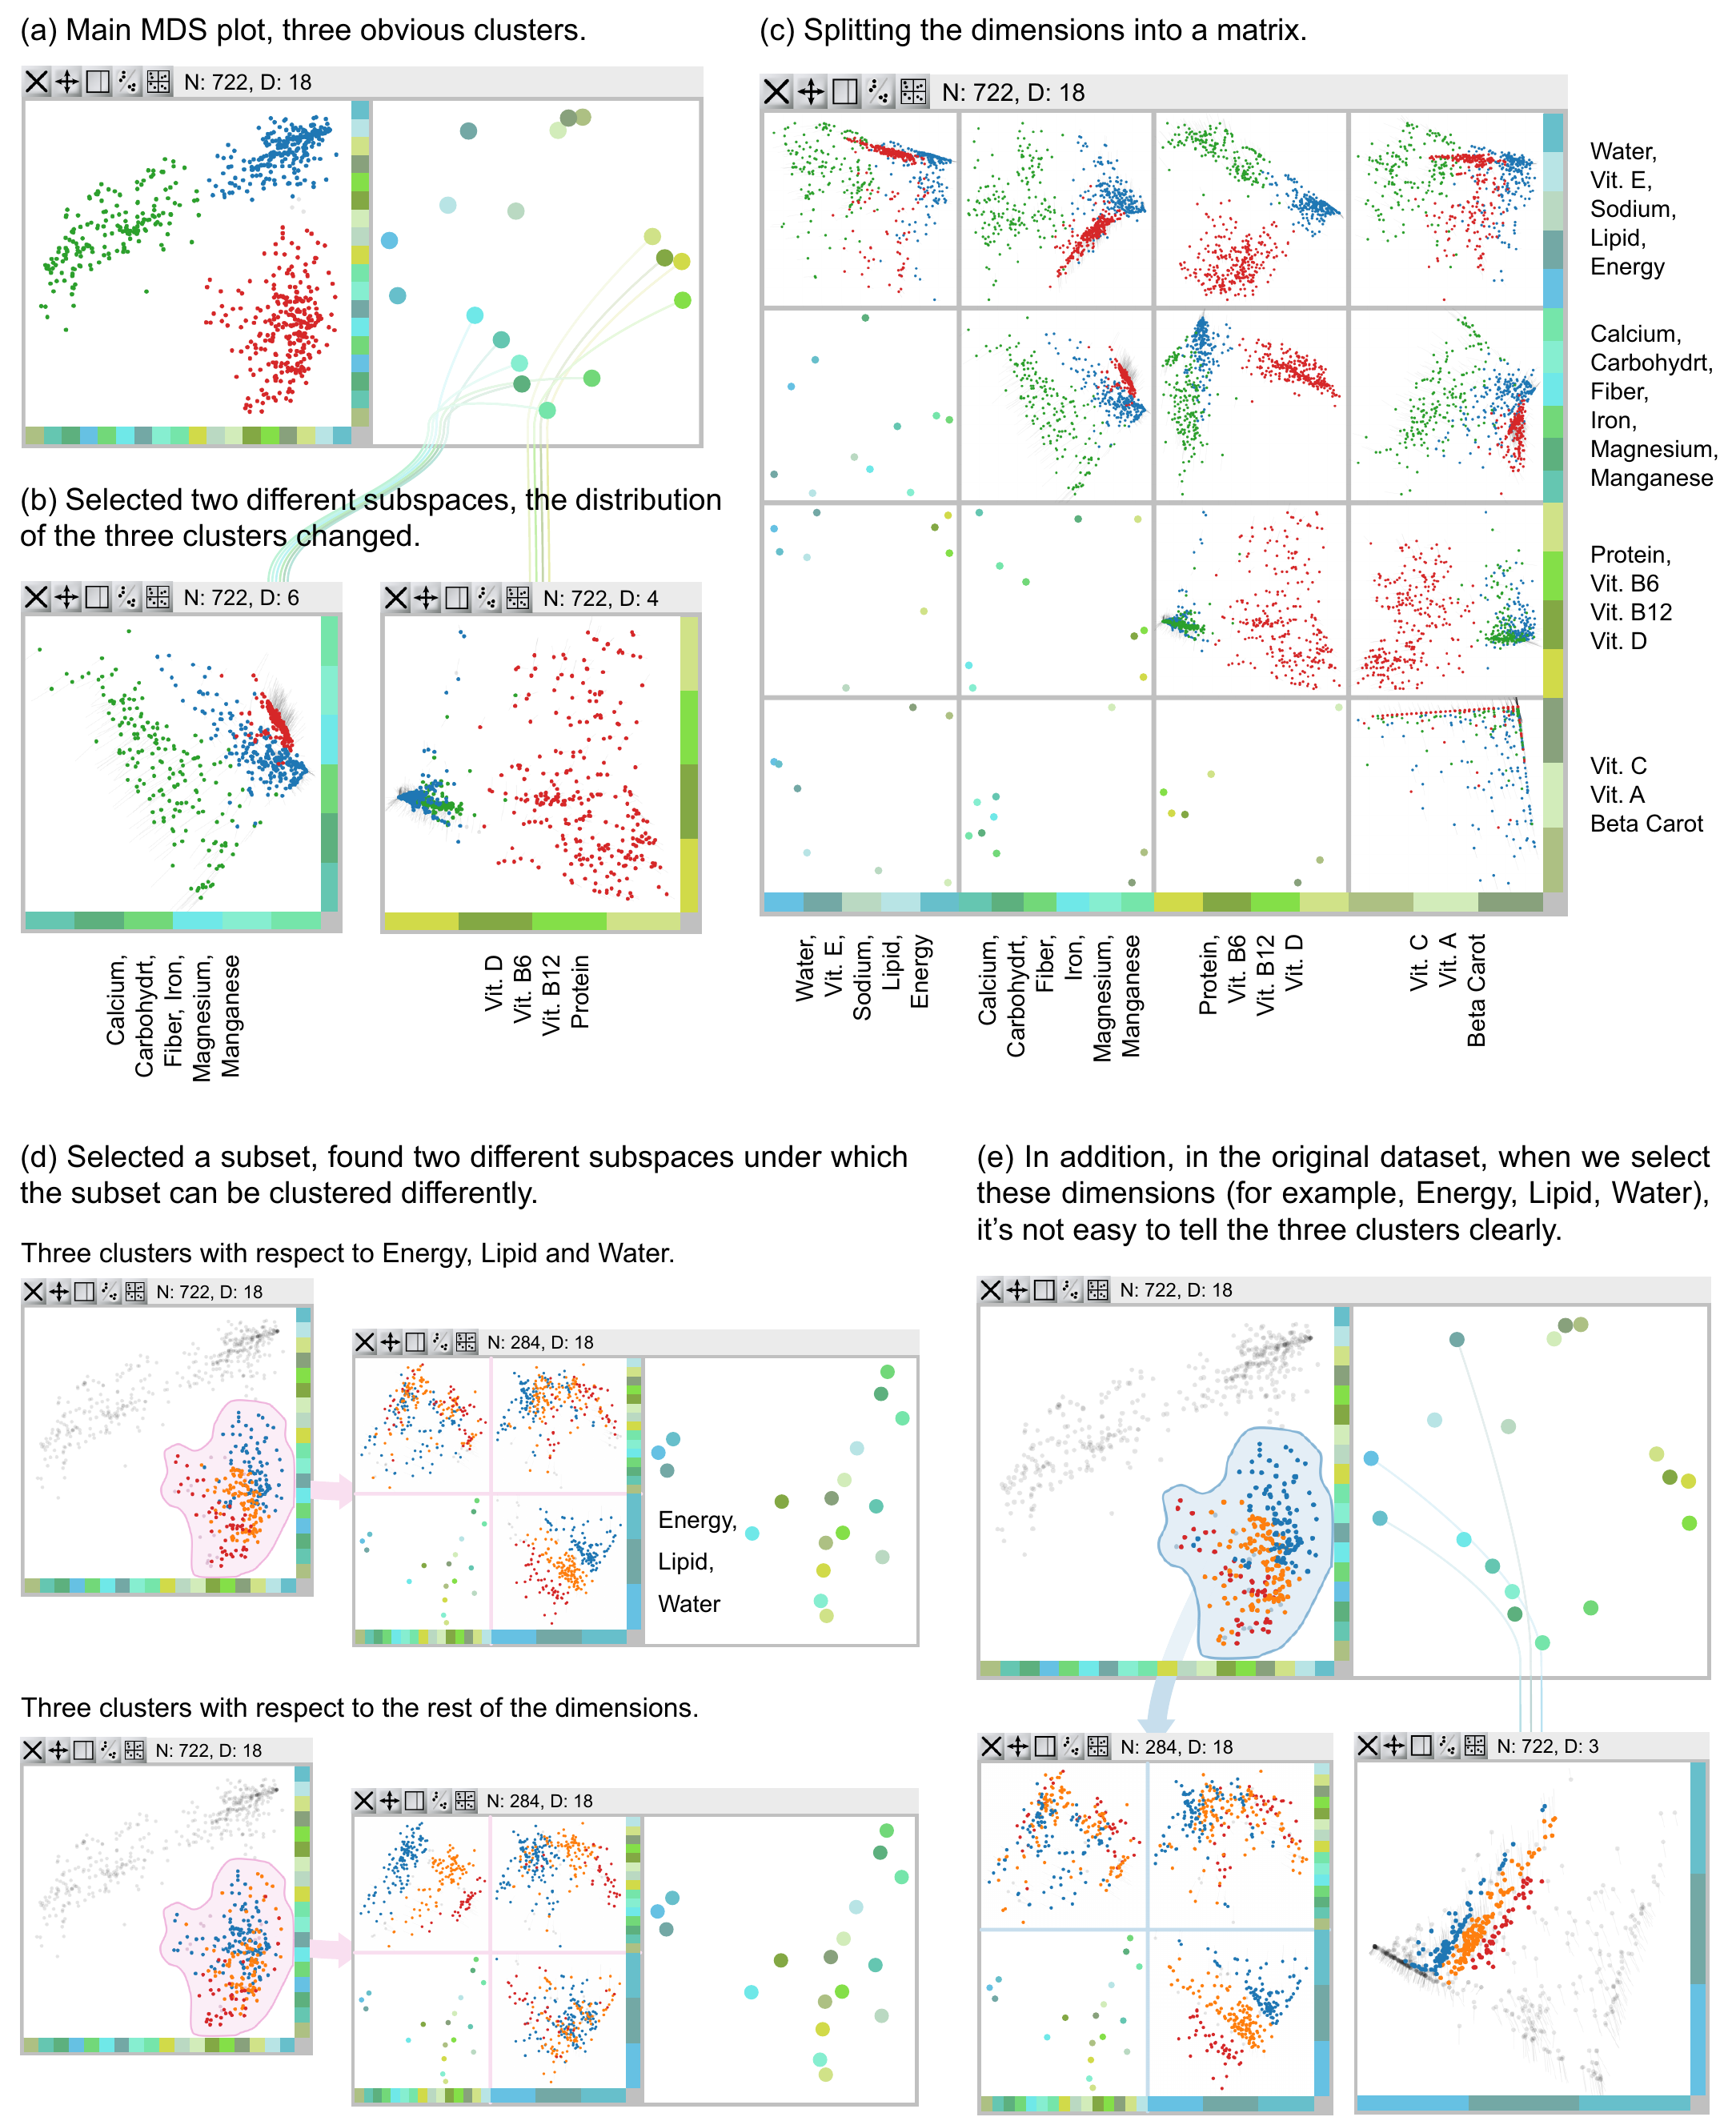 (a) Main MDS plot, three obvious clusters.
N: 722, D: 18
(b) Selected two different subspaces, the distribution
of the three clusters changed.
N: 722, D: 6
Calcium,
Carbohydrt,
Fiber, Iron,
Magnesium,
Manganese
N: 722, D: 4
Vit. D
Vit. B6
Vit. B12
Protein
(c) Splitting the dimensions into a matrix.
N: 722, D: 18
Water,
Vit. E,
Sodium,
Lipid,
Energy
Calcium,
Carbohydrt,
Fiber,
Iron,
Magnesium,
Manganese
Protein,
Vit. B6
Vit. B12
Vit. D
Vit. C
Vit. A
Beta Carot
Water,
Vit. E,
Sodium,
Lipid,
Energy
Calcium,
Carbohydrt,
Fiber,
Iron,
Magnesium,
Manganese
Protein,
Vit. B6
Vit. B12
Vit. D
Vit. C
Vit. A
Beta Carot
(d) Selected a subset, found two different subspaces under which
the subset can be clustered differently.
Three clusters with respect to Energy, Lipid and Water.
N: 722, D: 18
N: 284, D: 18
Energy,
Lipid,
Water
Three clusters with respect to the rest of the dimensions.
N: 722, D: 18
N: 284, D: 18
(e) In addition, in the original dataset, when we select
these dimensions (for example, Energy, Lipid, Water),
it's not easy to tell the three clusters clearly.
N: 722, D: 18
N: 284, D: 18
N: 722, D: 3